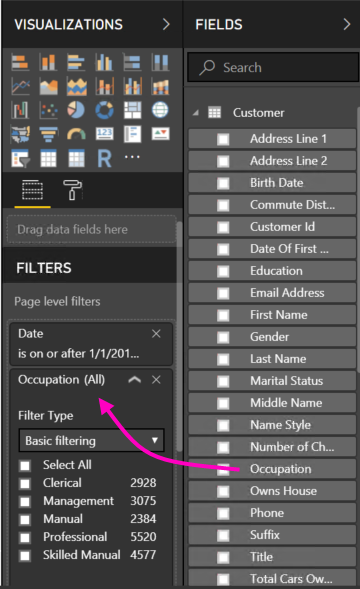 VISUALIZATIONS
FIELDS
Search
123
R
Drag data fields here
FILTERS
Page level filters
Date
is on or after 1/1/201...
Occupation (All)
Filter Type
Basic filtering
Select All
Clerical 2928
Management 3075
Manual 2384
Professional 5520
Skilled Manual 4577
Customer
Address Line 1
Address Line 2
Birth Date
Commute Dist...
Customer Id
Date Of First ...
Education
Email Address
First Name
Gender
Last Name
Marital Status
Middle Name
Name Style
Number of Ch...
Occupation
Owns House
Phone
Suffix
Title
Total Cars Ow...